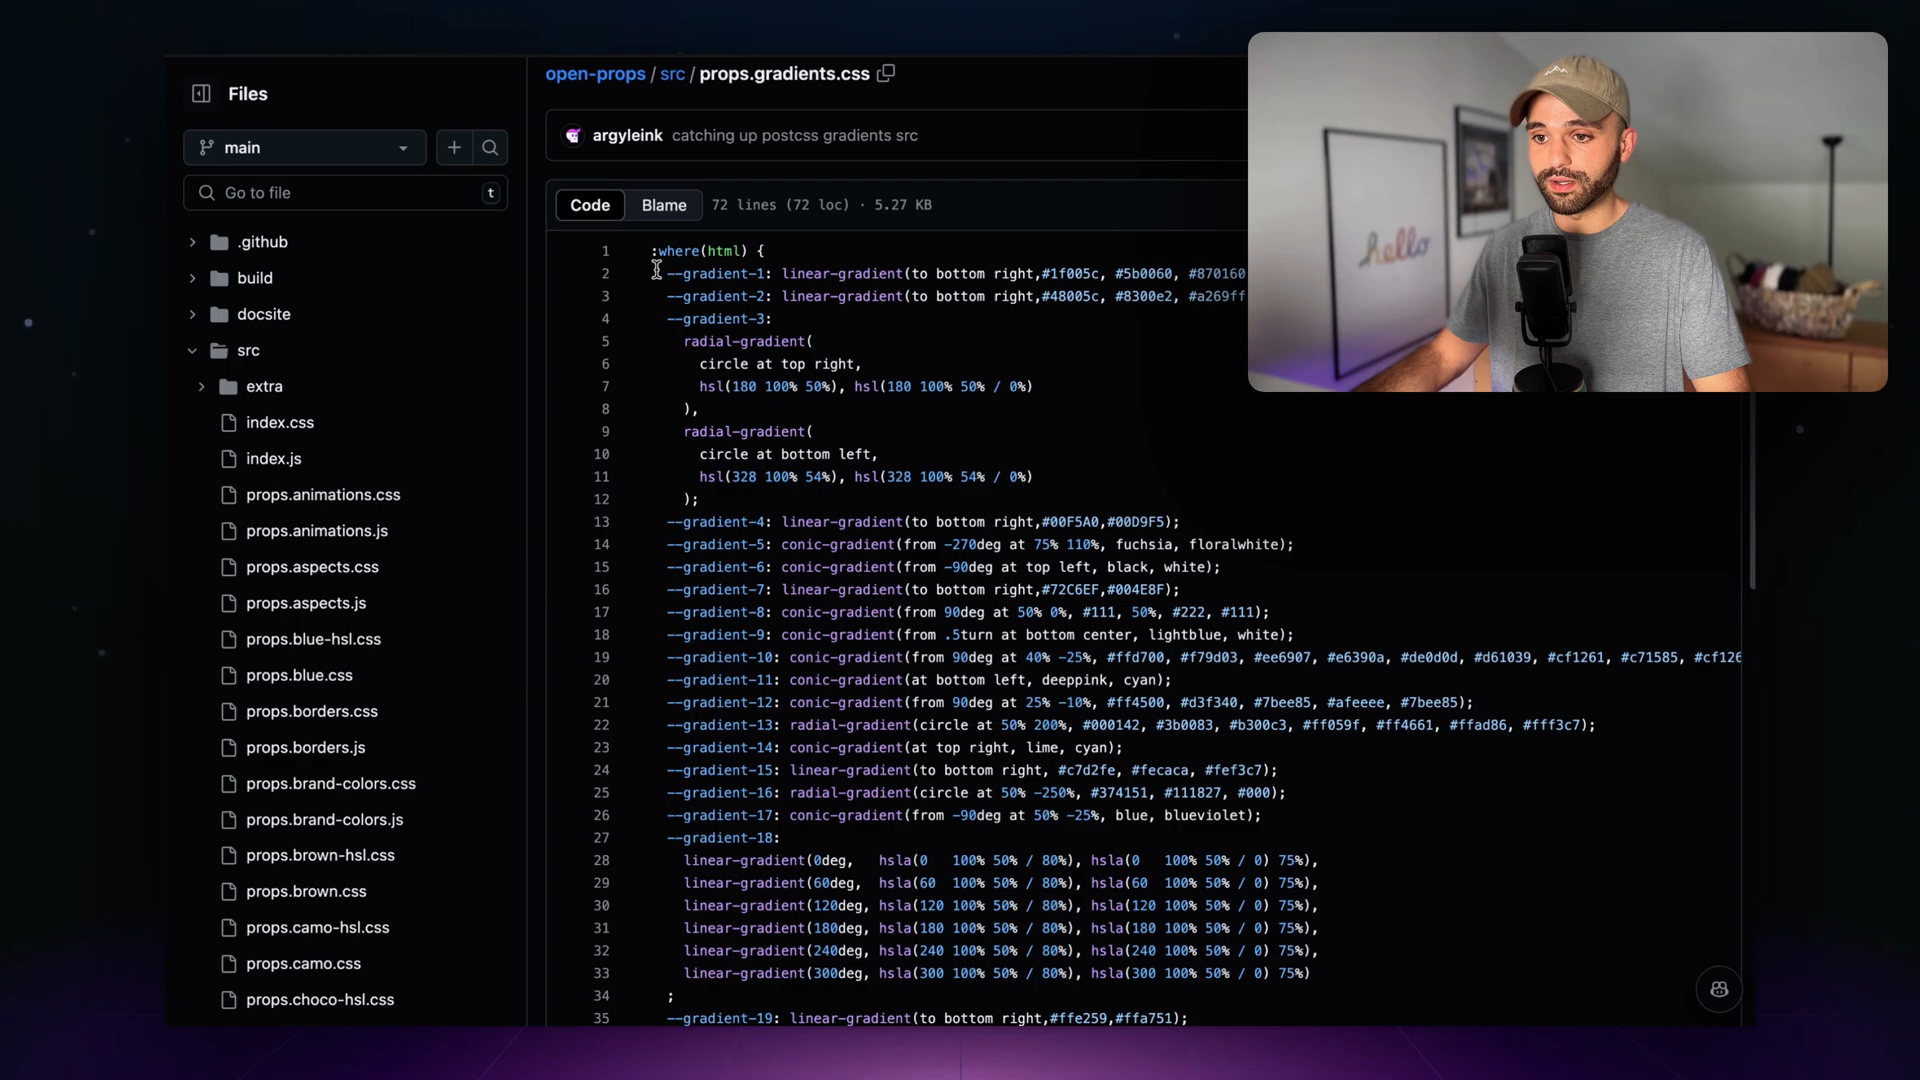 Files
main
Go to file
t
.github
build
docsite
src
extra
index.css
index.js
props.animations.css
props.animations.js
props.aspects.css
props.aspects.js
props.blue-hsl.css
props.blue.css
props.borders.css
props.borders.js
props.brand-colors.css
props.brand-colors.js
props.brown-hsl.css
props.brown.css
props.camo-hsl.css
props.camo.css
props.choco-hsl.css
open-props / src / props.gradients.css
argyleink catching up postcss gradients src
Code Blame 72 lines (72 loc) · 5.27 KB
1 :where(html) {
2 --gradient-1: linear-gradient(to bottom right,#1f005c, #5b0060, #870160
3 --gradient-2: linear-gradient(to bottom right,#48005c, #8300e2, #a269ff
4 --gradient-3:
5 radial-gradient(
6 circle at top right,
7 hsl(180 100% 50%), hsl(180 100% 50% / 0%)
8 ),
9 radial-gradient(
10 circle at bottom left,
11 hsl(328 100% 54%), hsl(328 100% 54% / 0%)
12 );
13 --gradient-4: linear-gradient(to bottom right,#00F5A0,#00D9F5);
14 --gradient-5: conic-gradient(from -270deg at 75% 110%, fuchsia, floralwhite);
15 --gradient-6: conic-gradient(from -90deg at top left, black, white);
16 --gradient-7: linear-gradient(to bottom right,#72C6EF,#004E8F);
17 --gradient-8: conic-gradient(from 90deg at 50% 0%, #111, 50%, #222, #111);
18 --gradient-9: conic-gradient(from .5turn at bottom center, lightblue, white);
19 --gradient-10: conic-gradient(from 90deg at 40% -25%, #ffd700, #f79d03, #ee6907, #e6390a, #de0d0d, #d61039, #cf1261, #c71585, #cf126
20 --gradient-11: conic-gradient(at bottom left, deeppink, cyan);
21 --gradient-12: conic-gradient(from 90deg at 25% -10%, #ff4500, #d3f340, #7bee85, #afeeee, #7bee85);
22 --gradient-13: radial-gradient(circle at 50% 200%, #000142, #3b0083, #b300c3, #ff059f, #ff4661, #ffad86, #fff3c7);
23 --gradient-14: conic-gradient(at top right, lime, cyan);
24 --gradient-15: linear-gradient(to bottom right, #c7d2fe, #fecaca, #fef3c7);
25 --gradient-16: radial-gradient(circle at 50% -250%, #374151, #111827, #000);
26 --gradient-17: conic-gradient(from -90deg at 50% -25%, blue, blueviolet);
27 --gradient-18:
28 linear-gradient(0deg, hsla(0 100% 50% / 80%), hsla(0 100% 50% / 0) 75%),
29 linear-gradient(60deg, hsla(60 100% 50% / 80%), hsla(60 100% 50% / 0) 75%),
30 linear-gradient(120deg, hsla(120 100% 50% / 80%), hsla(120 100% 50% / 0) 75%),
31 linear-gradient(180deg, hsla(180 100% 50% / 80%), hsla(180 100% 50% / 0) 75%),
32 linear-gradient(240deg, hsla(240 100% 50% / 80%), hsla(240 100% 50% / 0) 75%),
33 linear-gradient(300deg, hsla(300 100% 50% / 80%), hsla(300 100% 50% / 0) 75%)
34 ;
35 --gradient-19: linear-gradient(to bottom right,#ffe259,#ffa751);
hello